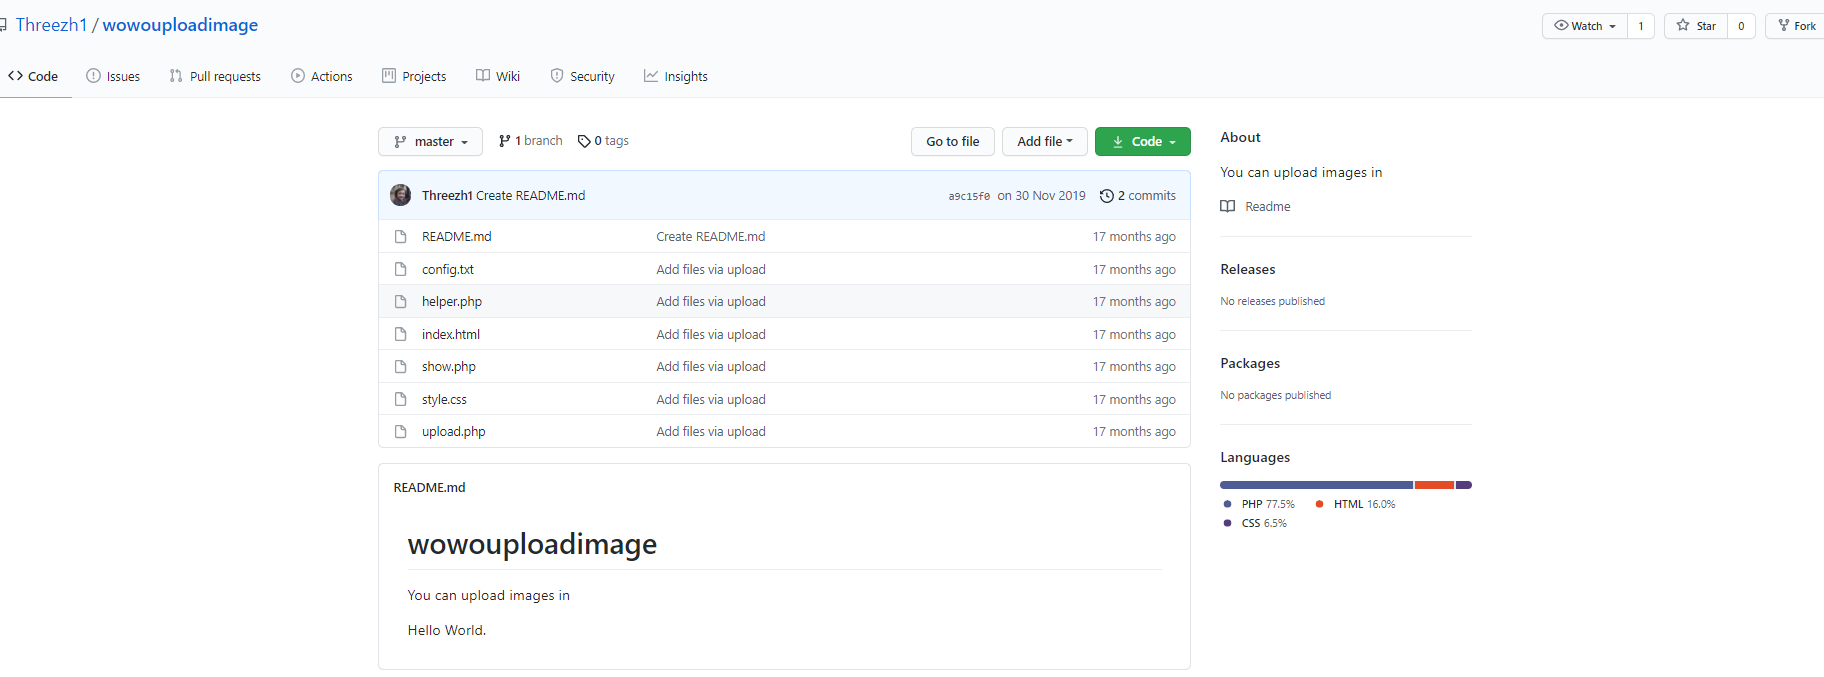 Threezh1 / wowouploadimage
Watch 1 Star 0 Fork
Code Issues Pull requests Actions Projects Wiki Security Insights
master 1 branch 0 tags Go to file Add file Code
Threezh1 Create README.md a9c15f0 on 30 Nov 2019 2 commits
README.md Create README.md 17 months ago
config.txt Add files via upload 17 months ago
helper.php Add files via upload 17 months ago
index.html Add files via upload 17 months ago
show.php Add files via upload 17 months ago
style.css Add files via upload 17 months ago
upload.php Add files via upload 17 months ago
README.md
wowouploadimage
You can upload images in
Hello World.
About
You can upload images in
Readme
Releases
No releases published
Packages
No packages published
Languages
PHP 77.5% HTML 16.0%
CSS 6.5%